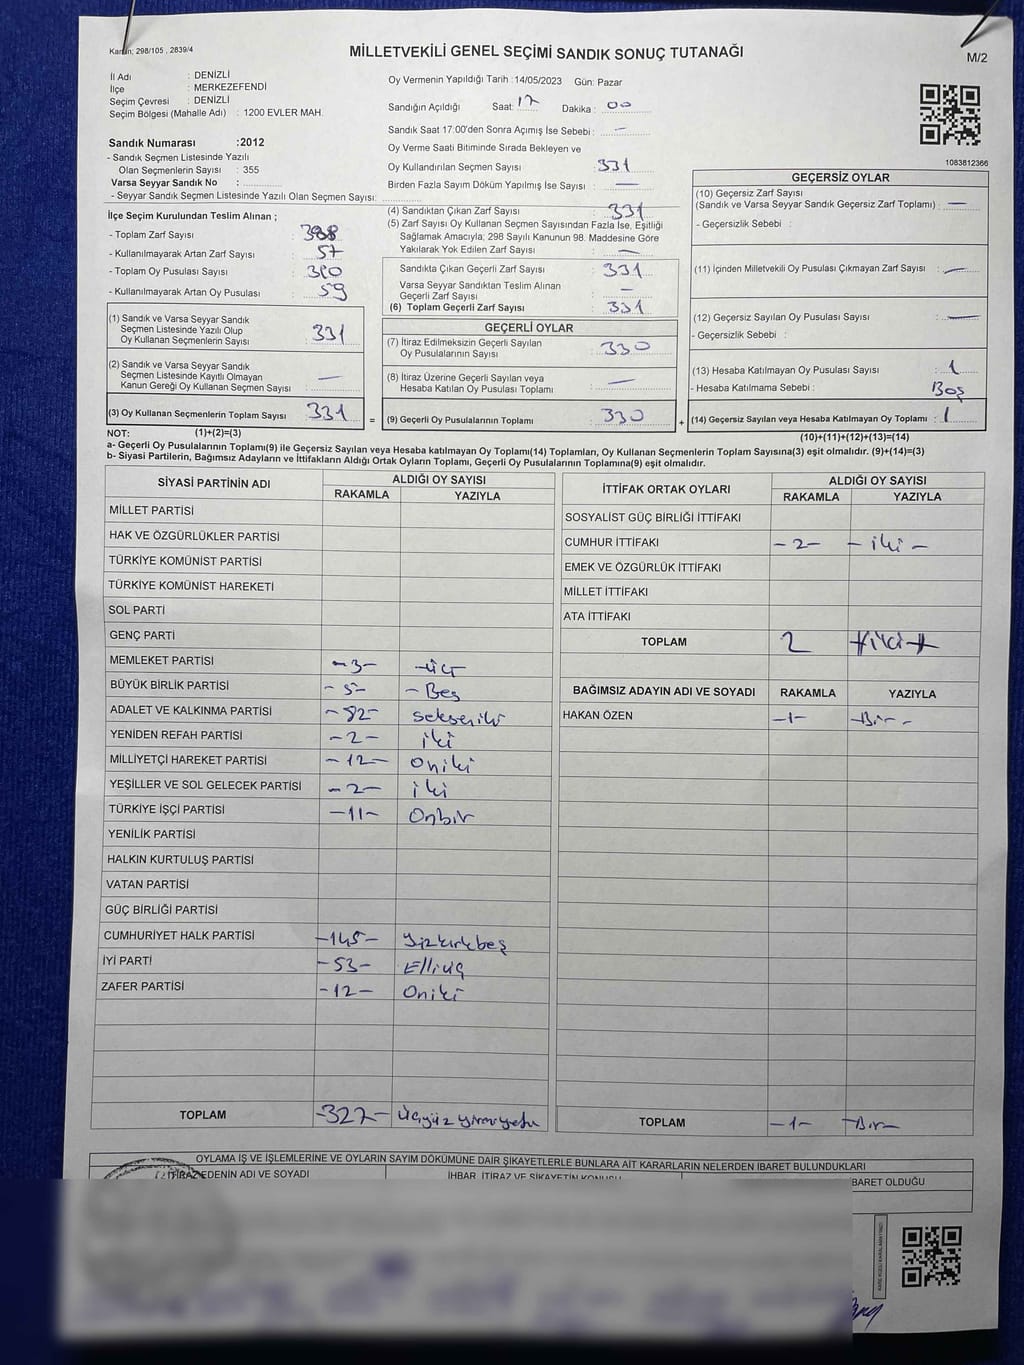 Kanun: 298/105 , 2839/4
MİLLETVEKİLİ GENEL SEÇİMİ SANDIK SONUÇ TUTANAĞI
M/2
İl Adı : DENİZLİ
İlçe : MERKEZEFENDİ
Seçim Çevresi : DENİZLİ
Seçim Bölgesi (Mahalle Adı) : 1200 EVLER MAH.
Sandık Numarası :2012
- Sandık Seçmen Listesinde Yazılı
Olan Seçmenlerin Sayısı : 355
Varsa Seyyar Sandık No :
- Seyyar Sandık Seçmen Listesinde Yazılı Olan Seçmen Sayısı:
Oy Vermenin Yapıldığı Tarih :14/05/2023 Gün: Pazar
Sandığın Açıldığı Saat: 17 Dakika : 00
Sandık Saat 17:00'den Sonra Açımış İse Sebebi : —
Oy Verme Saati Bitiminde Sırada Bekleyen ve
Oy Kullandırılan Seçmen Sayısı : 331
Birden Fazla Sayım Döküm Yapılmış İse Sayısı : —
1083812366
İlçe Seçim Kurulundan Teslim Alınan ;
- Toplam Zarf Sayısı : 388
- Kullanılmayarak Artan Zarf Sayısı : 57
- Toplam Oy Pusulası Sayısı : 390
- Kullanılmayarak Artan Oy Pusulası : 59
(1) Sandık ve Varsa Seyyar Sandık
Seçmen Listesinde Yazılı Olup
Oy Kullanan Seçmenlerin Sayısı : 331
(2) Sandık ve Varsa Seyyar Sandık
Seçmen Listesinde Kayıtlı Olmayan
Kanun Gereği Oy Kullanan Seçmen Sayısı : —
(3) Oy Kullanan Seçmenlerin Toplam Sayısı : 331
(4) Sandıktan Çıkan Zarf Sayısı : 331
(5) Zarf Sayısı Oy Kullanan Seçmen Sayısından Fazla İse, Eşitliği
Sağlamak Amacıyla; 298 Sayılı Kanunun 98. Maddesine Göre
Yakılarak Yok Edilen Zarf Sayısı : —
Sandıkta Çıkan Geçerli Zarf Sayısı : 331
Varsa Seyyar Sandıktan Teslim Alınan
Geçerli Zarf Sayısı : —
(6) Toplam Geçerli Zarf Sayısı : 331
GEÇERLİ OYLAR
(7) İtiraz Edilmeksizin Geçerli Sayılan
Oy Pusulalarının Sayısı : 330
(8) İtiraz Üzerine Geçerli Sayılan veya
Hesaba Katılan Oy Pusulası Toplamı : —
= (9) Geçerli Oy Pusulalarının Toplamı : 330 +
GEÇERSİZ OYLAR
(10) Geçersiz Zarf Sayısı
(Sandık ve Varsa Seyyar Sandık Geçersiz Zarf Toplamı) : —
- Geçersizlik Sebebi :
(11) İçinden Milletvekili Oy Pusulası Çıkmayan Zarf Sayısı : —
(12) Geçersiz Sayılan Oy Pusulası Sayısı : —
- Geçersizlik Sebebi :
(13) Hesaba Katılmayan Oy Pusulası Sayısı : 1
- Hesaba Katılmama Sebebi : Boş
(14) Geçersiz Sayılan veya Hesaba Katılmayan Oy Toplamı : 1
NOT: (1)+(2)=(3)
(10)+(11)+(12)+(13)=(14)
a- Geçerli Oy Pusulalarının Toplamı(9) ile Geçersiz Sayılan veya Hesaba katılmayan Oy Toplamı(14) Toplamları, Oy Kullanan Seçmenlerin Toplam Sayısına(3) eşit olmalıdır. (9)+(14)=(3)
b- Siyasi Partilerin, Bağımsız Adayların ve İttifakların Aldığı Ortak Oyların Toplamı, Geçerli Oy Pusulalarının Toplamına(9) eşit olmalıdır.
SİYASİ PARTİNİN ADI ALDIĞI OY SAYISI
RAKAMLA YAZIYLA
MİLLET PARTİSİ
HAK VE ÖZGÜRLÜKLER PARTİSİ
TÜRKİYE KOMÜNİST PARTİSİ
TÜRKİYE KOMÜNİST HAREKETİ
SOL PARTİ
GENÇ PARTİ
MEMLEKET PARTİSİ -3- -üç
BÜYÜK BİRLİK PARTİSİ -5- -Beş
ADALET VE KALKINMA PARTİSİ -82- sekseniki
YENİDEN REFAH PARTİSİ -2- iki
MİLLİYETÇİ HAREKET PARTİSİ -12- oniki
YEŞİLLER VE SOL GELECEK PARTİSİ -2- iki
TÜRKİYE İŞÇİ PARTİSİ -11- Onbir
YENİLİK PARTİSİ
HALKIN KURTULUŞ PARTİSİ
VATAN PARTİSİ
GÜÇ BİRLİĞİ PARTİSİ
CUMHURİYET HALK PARTİSİ -145- yüzkırkbeş
İYİ PARTİ -53- Elliüç
ZAFER PARTİSİ -12- Oniki
TOPLAM -327- üçyüzyirmiyedi
İTTİFAK ORTAK OYLARI ALDIĞI OY SAYISI
RAKAMLA YAZIYLA
SOSYALİST GÜÇ BİRLİĞİ İTTİFAKI
CUMHUR İTTİFAKI -2- -iki-
EMEK VE ÖZGÜRLÜK İTTİFAKI
MİLLET İTTİFAKI
ATA İTTİFAKI
TOPLAM 2 iki
BAĞIMSIZ ADAYIN ADI VE SOYADI RAKAMLA YAZIYLA
HAKAN ÖZEN -1- -Bir-
TOPLAM -1- -Bir-
OYLAMA İŞ VE İŞLEMLERİNE VE OYLARIN SAYIM DÖKÜMÜNE DAİR ŞİKAYETLERLE BUNLARA AİT KARARLARIN NELERDEN İBARET BULUNDUKLARI
İTİRAZ EDENİN ADI VE SOYADI İHBAR, İTİRAZ VE ŞİKAYETİN KONUSU BARET OLDUĞU